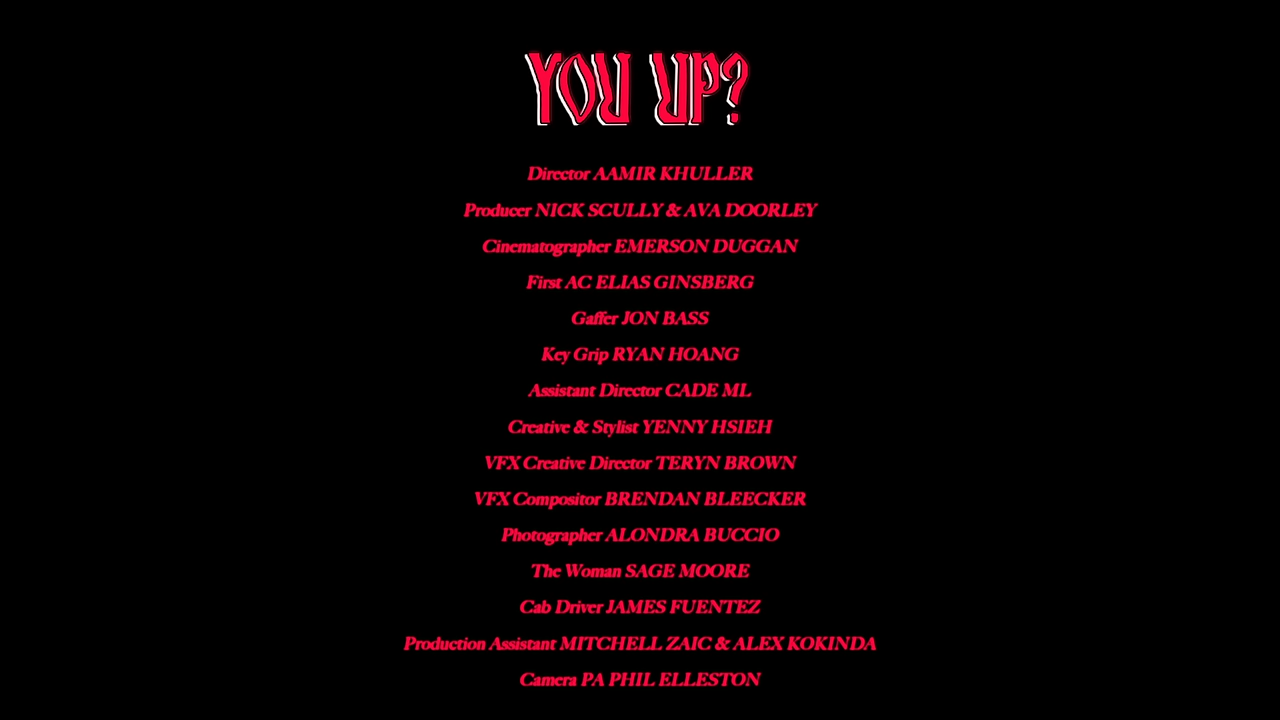 YOU UP?
Director AAMIR KHULLER
Producer NICK SCULLY & AVA DOORLEY
Cinematographer EMERSON DUGGAN
First AC ELIAS GINSBERG
Gaffer JON BASS
Key Grip RYAN HOANG
Assistant Director CADE ML
Creative & Stylist YENNY HSIEH
VFX Creative Director TERYN BROWN
VFX Compositor BRENDAN BLEECKER
Photographer ALONDRA BUCCIO
The Woman SAGE MOORE
Cab Driver JAMES FUENTEZ
Production Assistant MITCHELL ZAIC & ALEX KOKINDA
Camera PA PHIL ELLESTON